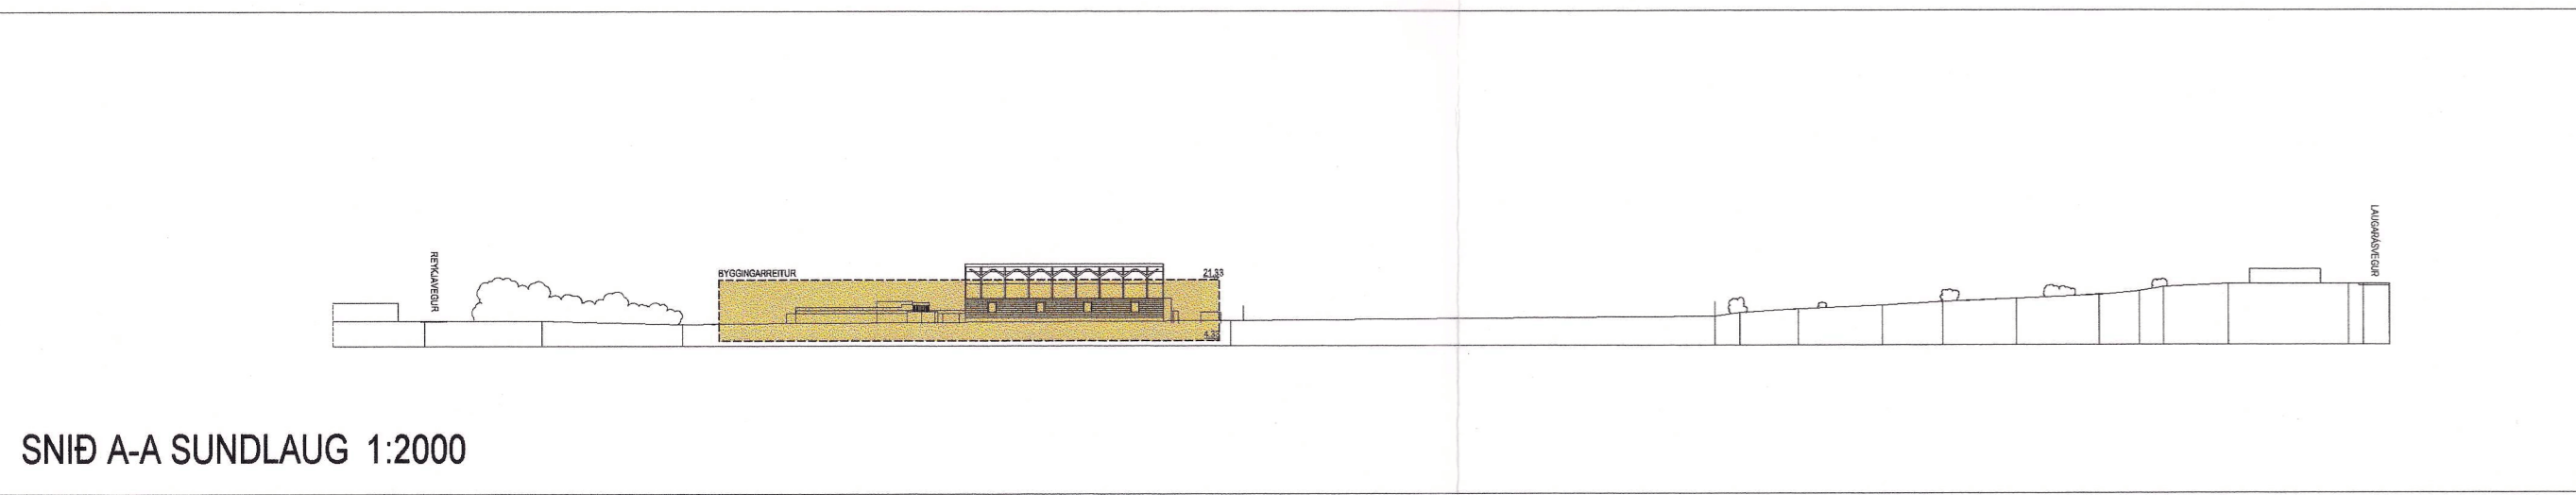 LAUGARÁSVEGUR
REYKJAVEGUR
BYGGINGARREITUR
21.33
4.33
SNIÐ A-A SUNDLAUG 1:2000